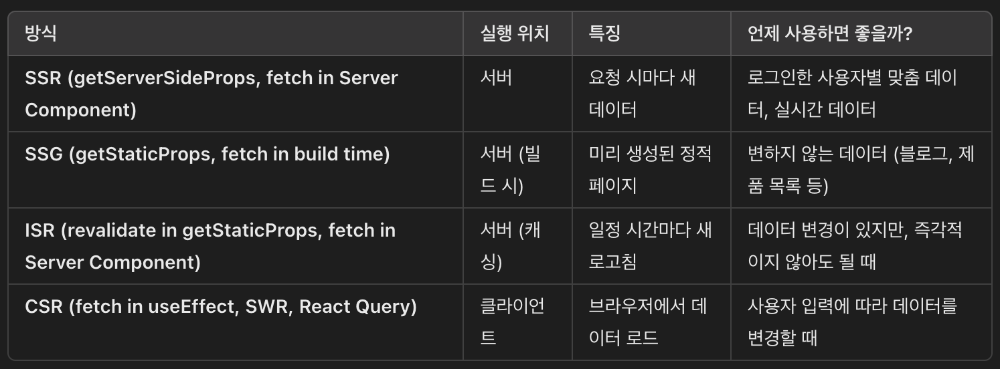 방식 실행 위치 특징 언제 사용하면 좋을까?
SSR (getServerSideProps, fetch in Server
Component)
서버
요청 시마다 새
데이터
로그인한 사용자별 맞춤 데이
터, 실시간 데이터
SSG (getStaticProps, fetch in build time)
서버 (빌
드 시)
미리 생성된 정적
페이지
변하지 않는 데이터 (블로그, 제
품 목록 등)
ISR (revalidate in getStaticProps, fetch in
Server Component)
서버 (캐
싱)
일정 시간마다 새
로고침
데이터 변경이 있지만, 즉각적
이지 않아도 될 때
CSR (fetch in useEffect, SWR, React Query)
클라이언
트
브라우저에서 데
이터 로드
사용자 입력에 따라 데이터를
변경할 때